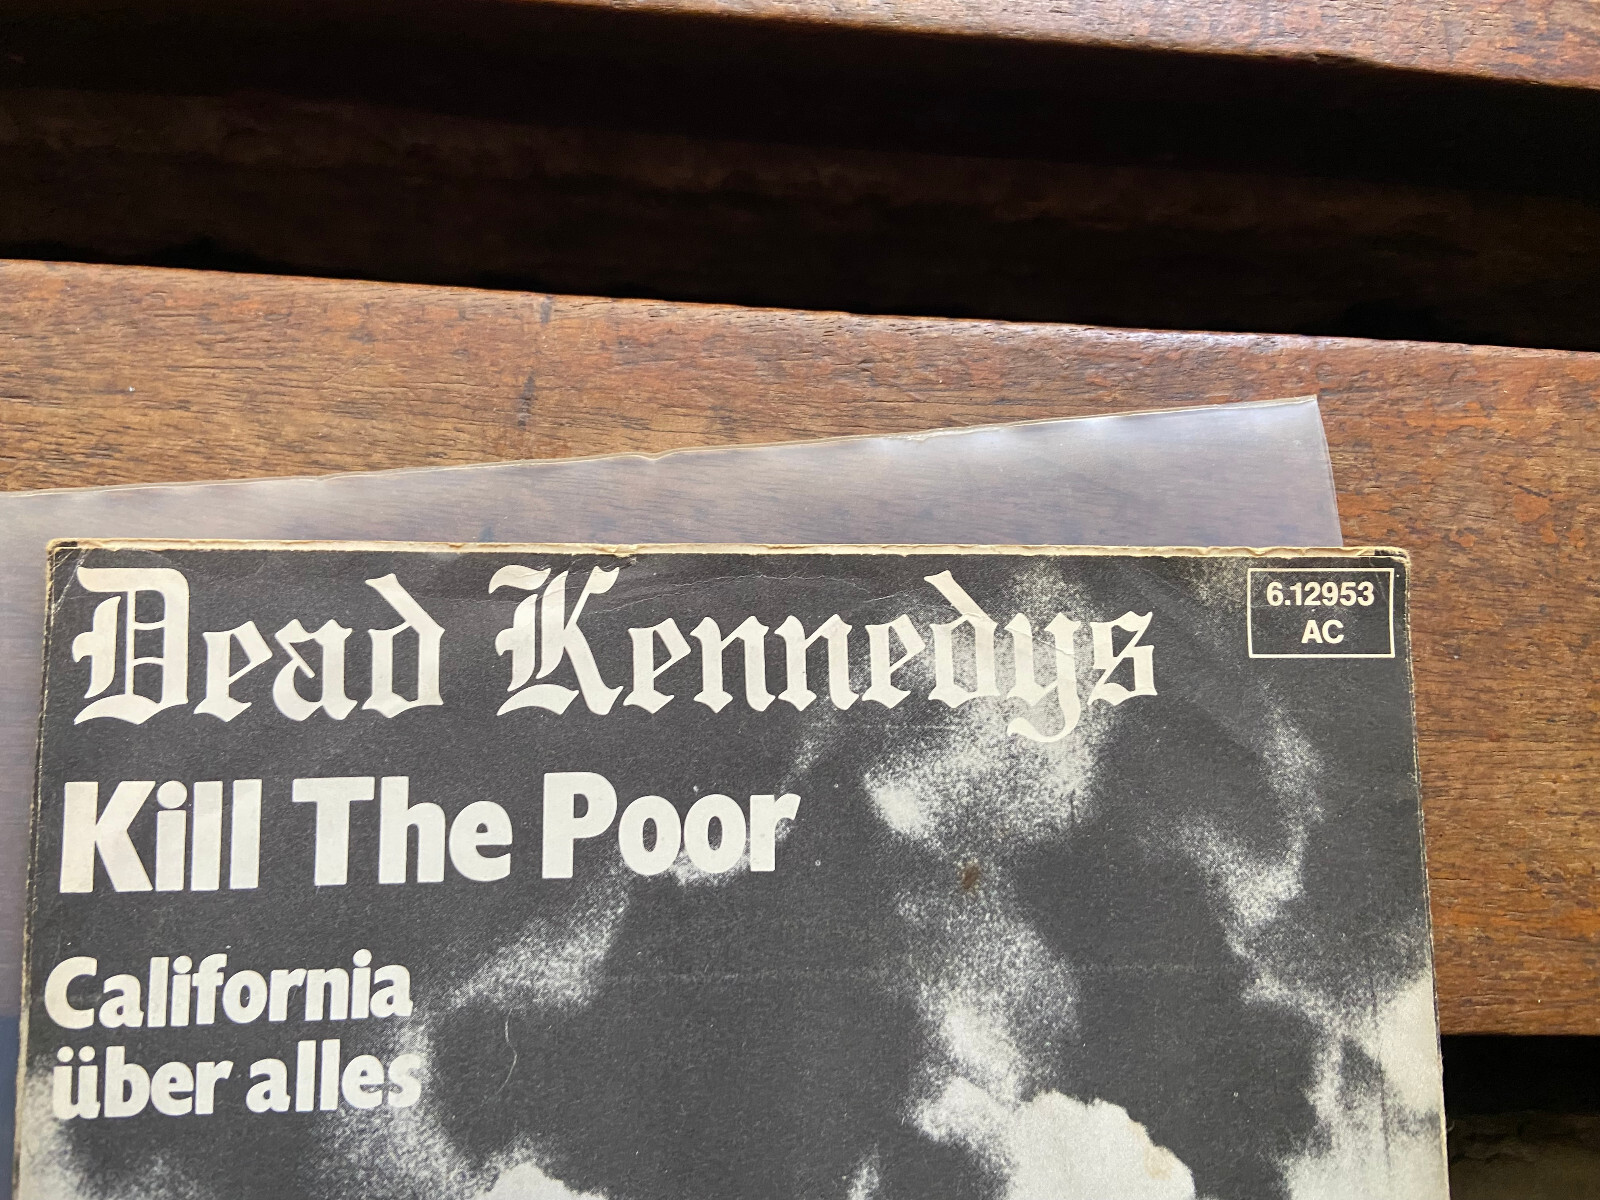 Dead Kennedys
6.12953
AC
Kill The Poor
California
über alles